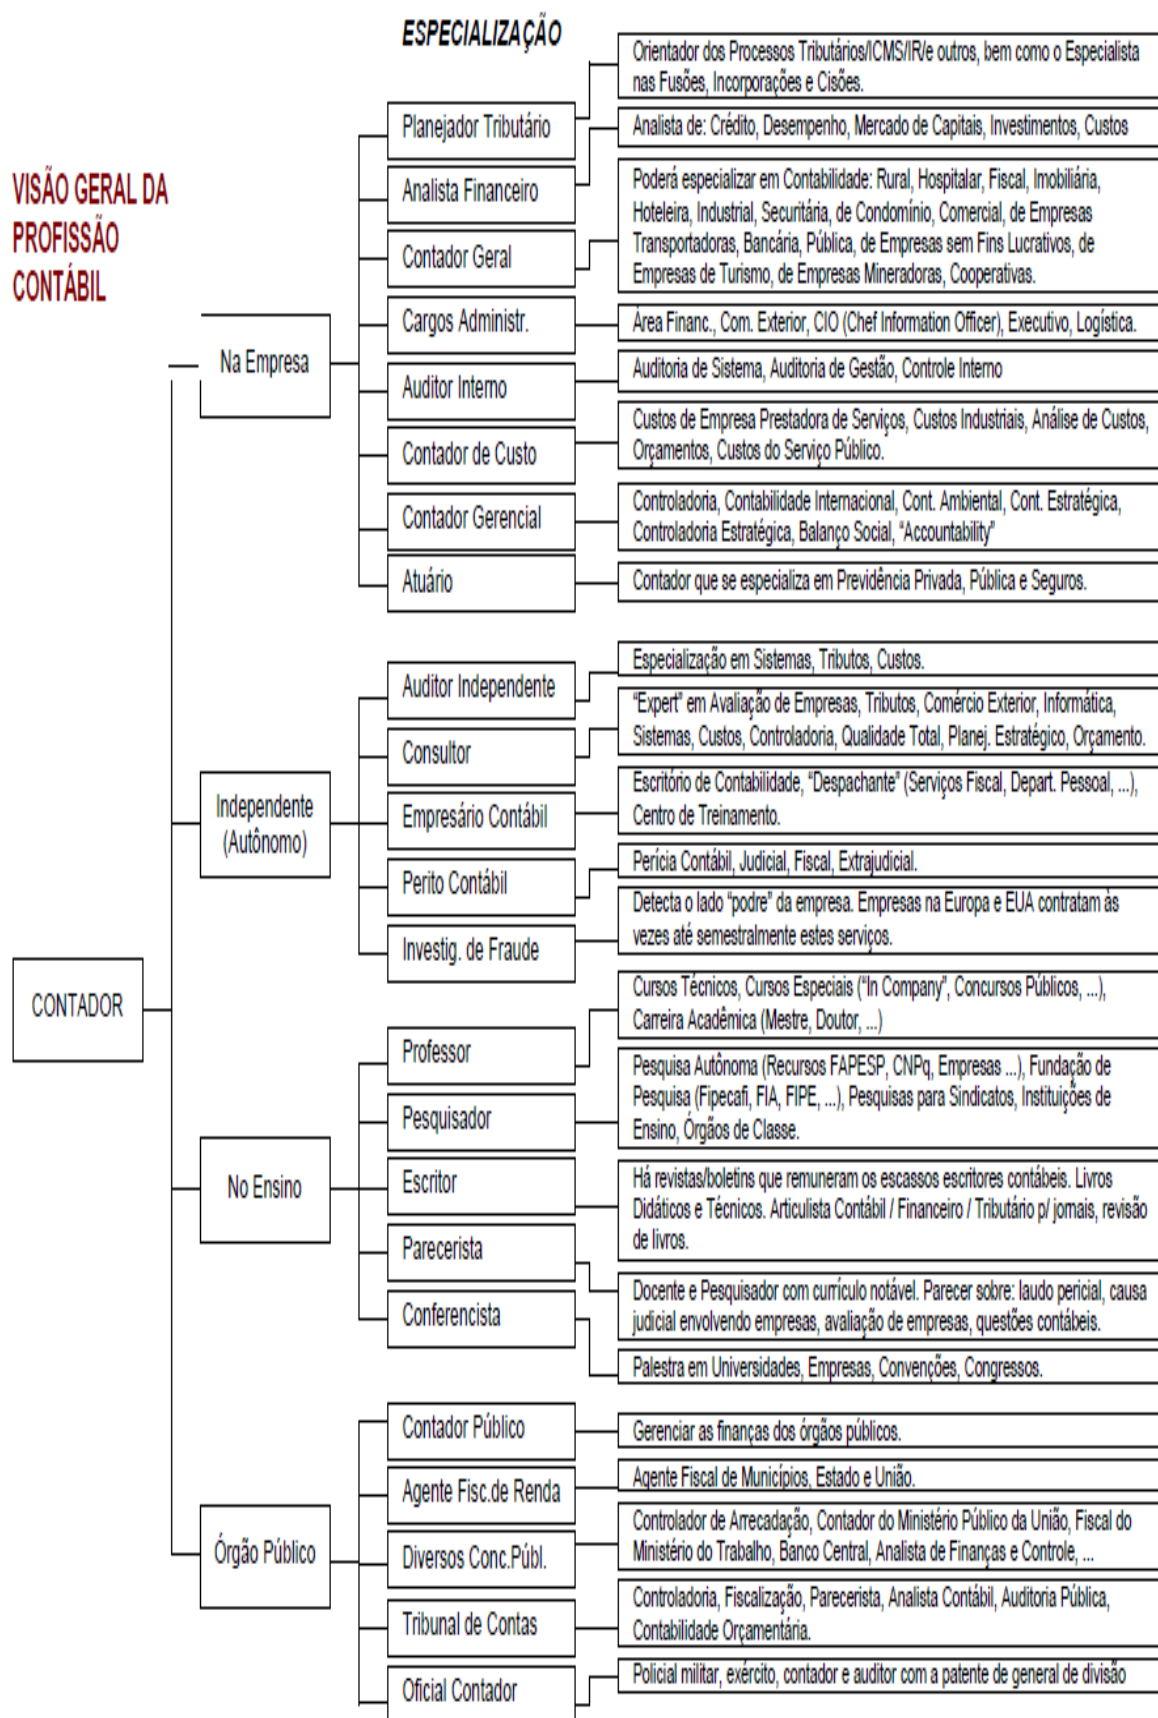 ESPECIALIZAÇÃO
VISÃO GERAL DA
PROFISSÃO
CONTÁBIL
CONTADOR
Na Empresa
Planejador Tributário
Orientador dos Processos Tributários/ICMS/IR/e outros, bem como o Especialista
nas Fusões, Incorporações e Cisões.
Analista Financeiro
Analista de: Crédito, Desempenho, Mercado de Capitais, Investimentos, Custos
Contador Geral
Poderá especializar em Contabilidade: Rural, Hospitalar, Fiscal, Imobiliária,
Hoteleira, Industrial, Securitária, de Condomínio, Comercial, de Empresas
Transportadoras, Bancária, Pública, de Empresas sem Fins Lucrativos, de
Empresas de Turismo, de Empresas Mineradoras, Cooperativas.
Cargos Administr.
Área Financ., Com. Exterior, CIO (Chef Information Officer), Executivo, Logística.
Auditor Interno
Auditoria de Sistema, Auditoria de Gestão, Controle Interno
Contador de Custo
Custos de Empresa Prestadora de Serviços, Custos Industriais, Análise de Custos,
Orçamentos, Custos do Serviço Público.
Contador Gerencial
Controladoria, Contabilidade Internacional, Cont. Ambiental, Cont. Estratégica,
Controladoria Estratégica, Balanço Social, “Accountability”
Atuário
Contador que se especializa em Previdência Privada, Pública e Seguros.
Independente
(Autônomo)
Auditor Independente
Especialização em Sistemas, Tributos, Custos.
Consultor
“Expert” em Avaliação de Empresas, Tributos, Comércio Exterior, Informática,
Sistemas, Custos, Controladoria, Qualidade Total, Planej. Estratégico, Orçamento.
Empresário Contábil
Escritório de Contabilidade, “Despachante” (Serviços Fiscal, Depart. Pessoal, ...),
Centro de Treinamento.
Perito Contábil
Perícia Contábil, Judicial, Fiscal, Extrajudicial.
Investig. de Fraude
Detecta o lado “podre” da empresa. Empresas na Europa e EUA contratam às
vezes até semestralmente estes serviços.
No Ensino
Professor
Cursos Técnicos, Cursos Especiais (“In Company”, Concursos Públicos, ...),
Carreira Acadêmica (Mestre, Doutor, ...)
Pesquisador
Pesquisa Autônoma (Recursos FAPESP, CNPq, Empresas ...), Fundação de
Pesquisa (Fipecafi, FIA, FIPE, ...), Pesquisas para Sindicatos, Instituições de
Ensino, Órgãos de Classe.
Escritor
Há revistas/boletins que remuneram os escassos escritores contábeis. Livros
Didáticos e Técnicos. Articulista Contábil / Financeiro / Tributário p/ jornais, revisão
de livros.
Parecerista
Docente e Pesquisador com currículo notável. Parecer sobre: laudo pericial, causa
judicial envolvendo empresas, avaliação de empresas, questões contábeis.
Conferencista
Palestra em Universidades, Empresas, Convenções, Congressos.
Órgão Público
Contador Público
Gerenciar as finanças dos órgãos públicos.
Agente Fisc.de Renda
Agente Fiscal de Municípios, Estado e União.
Diversos Conc.Públ.
Controlador de Arrecadação, Contador do Ministério Público da União, Fiscal do
Ministério do Trabalho, Banco Central, Analista de Finanças e Controle, ...
Tribunal de Contas
Controladoria, Fiscalização, Parecerista, Analista Contábil, Auditoria Pública,
Contabilidade Orçamentária.
Oficial Contador
Policial militar, exército, contador e auditor com a patente de general de divisão